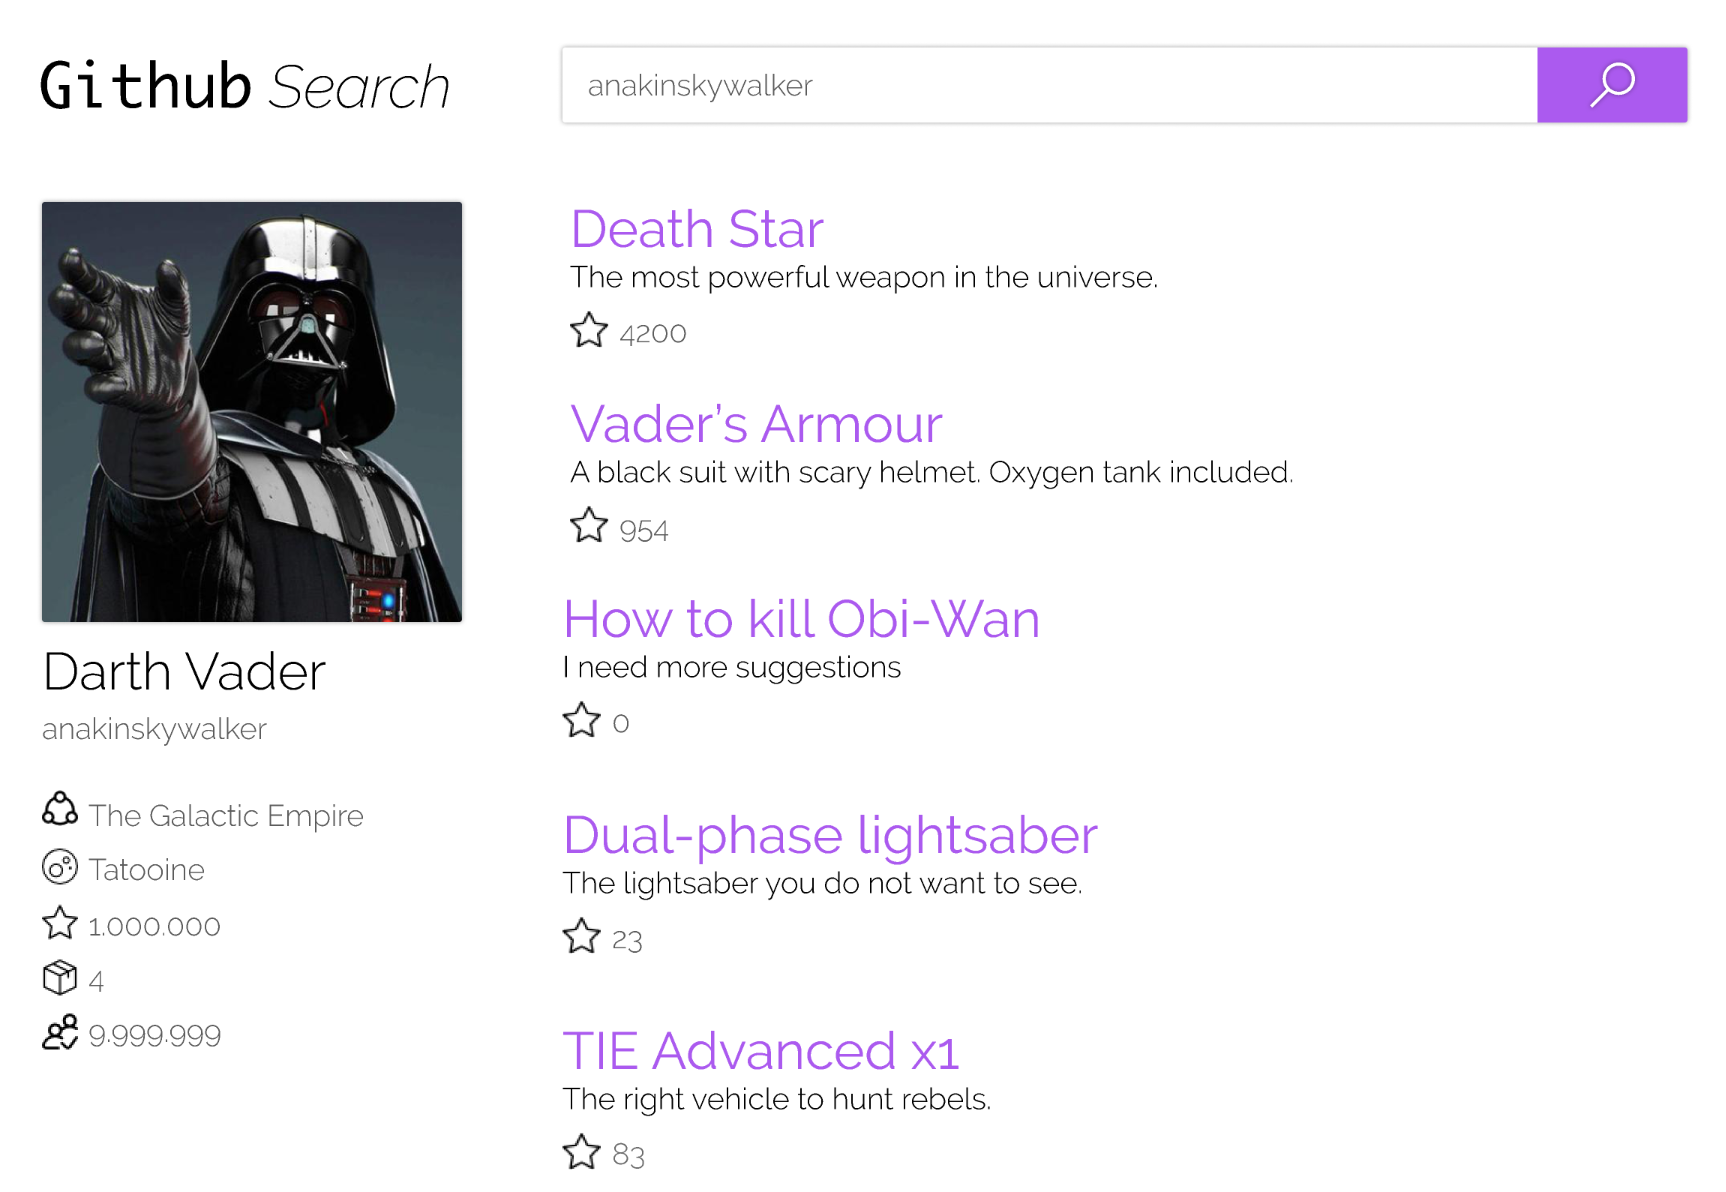 Github Search
anakinskywalker
Darth Vader
anakinskywalker
The Galactic Empire
Tatooine
1.000.000
4
9.999.999
Death Star
The most powerful weapon in the universe.
4200
Vader’s Armour
A black suit with scary helmet. Oxygen tank included.
954
How to kill Obi-Wan
I need more suggestions
0
Dual-phase lightsaber
The lightsaber you do not want to see.
23
TIE Advanced x1
The right vehicle to hunt rebels.
83